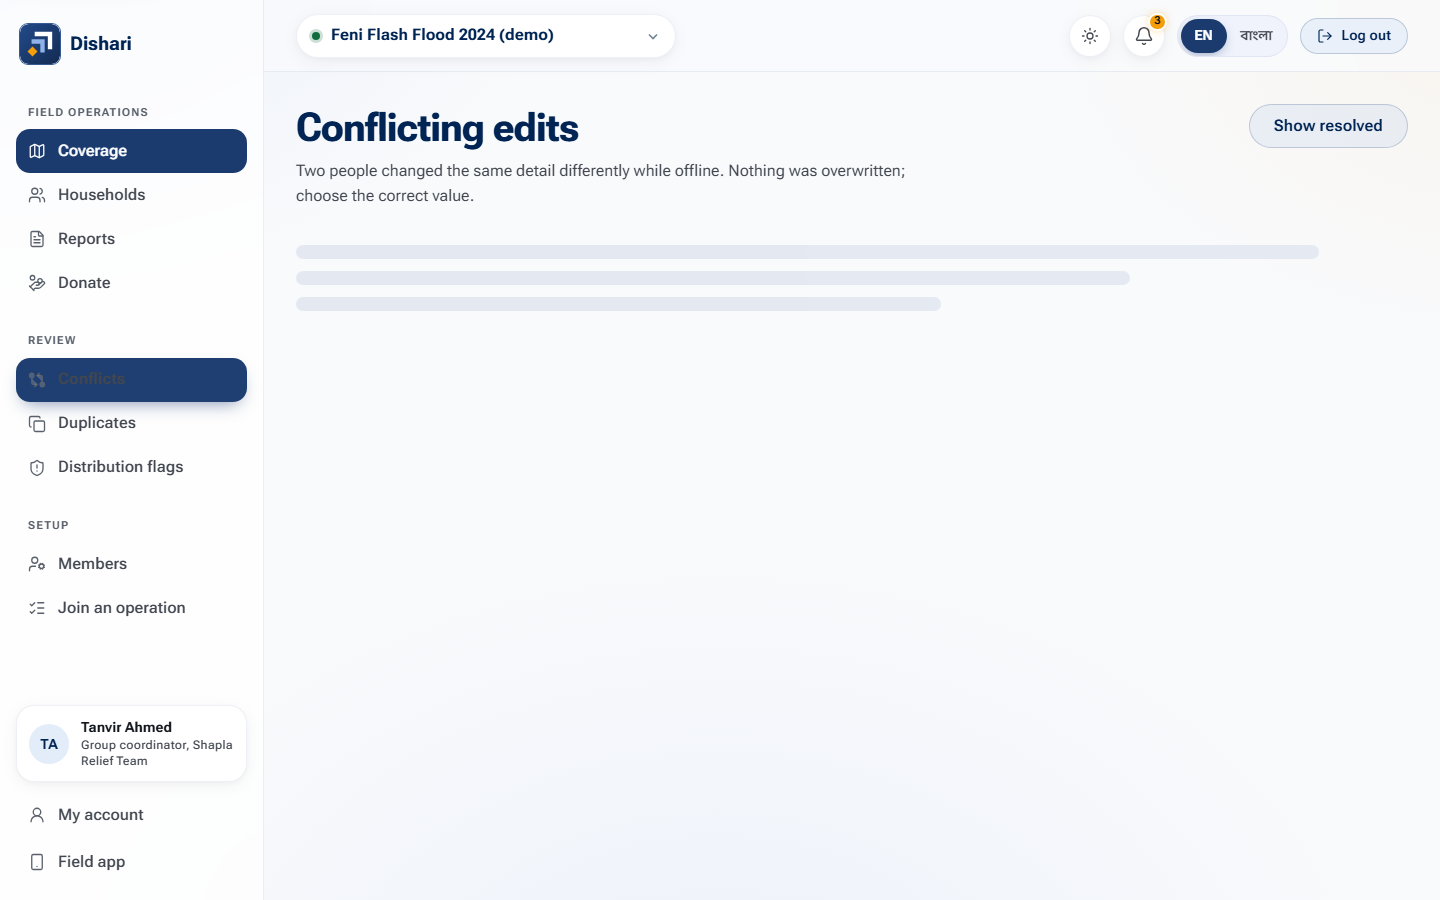 Dishari
Feni Flash Flood 2024 (demo)
3
EN
বাংলা
Log out
FIELD OPERATIONS
Coverage
Households
Reports
Donate
REVIEW
Conflicts
Duplicates
Distribution flags
SETUP
Members
Join an operation
TA
Tanvir Ahmed
Group coordinator, Shapla
Relief Team
My account
Field app
Conflicting edits
Show resolved
Two people changed the same detail differently while offline. Nothing was overwritten;
choose the correct value.